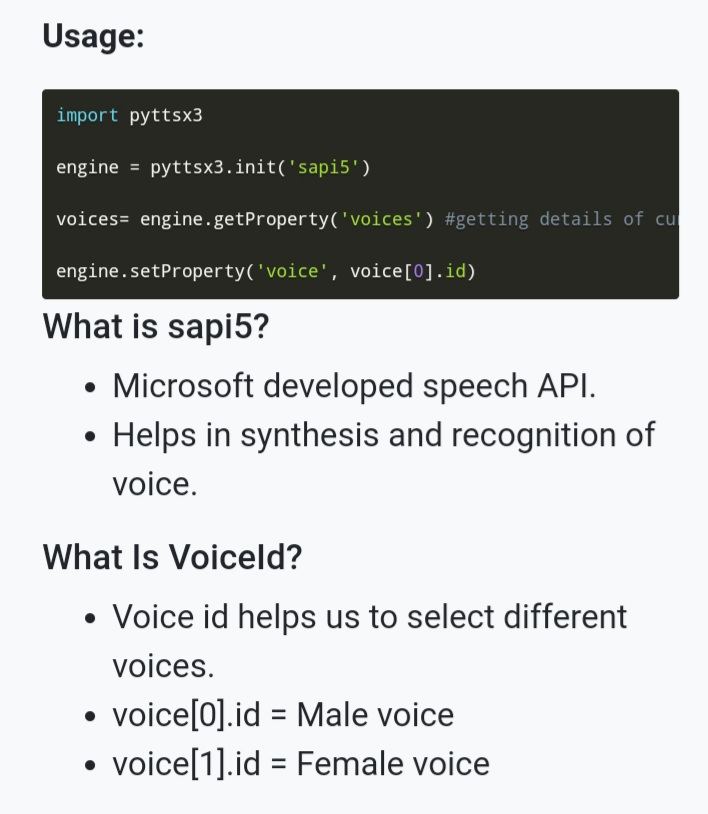 Usage:
import pyttsx3
engine = pyttsx3.init('sapi5')
voices= engine.getProperty('voices') #getting details of
engine.setProperty('voice', voice[0].id)
What is sapi5?
• Microsoft developed speech API.
• Helps in synthesis and recognition of
voice.
What Is VoiceId?
• Voice id helps us to select different
voices.
• voice[0].id = Male voice
• voice[1].id = Female voice